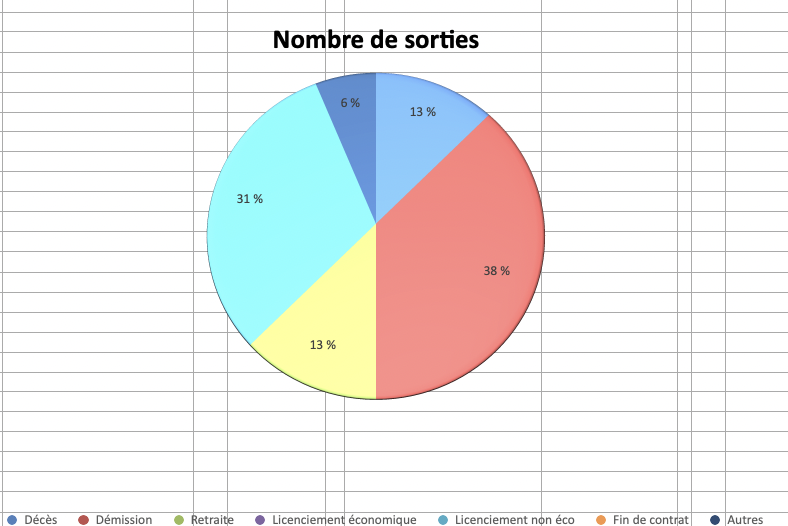 Nombre de sorties
6 %
13 %
31 %
38 %
13 %
Décès Démission Retraite Licenciement économique Licenciement non éco Fin de contrat Autres